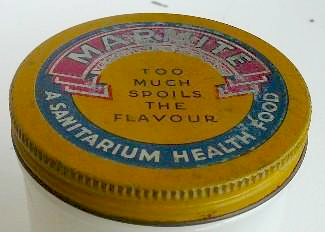 MARMITE
TOO
MUCH
SPOILS
THE
FLAVOUR
A SANITARIUM HEALTH FOOD